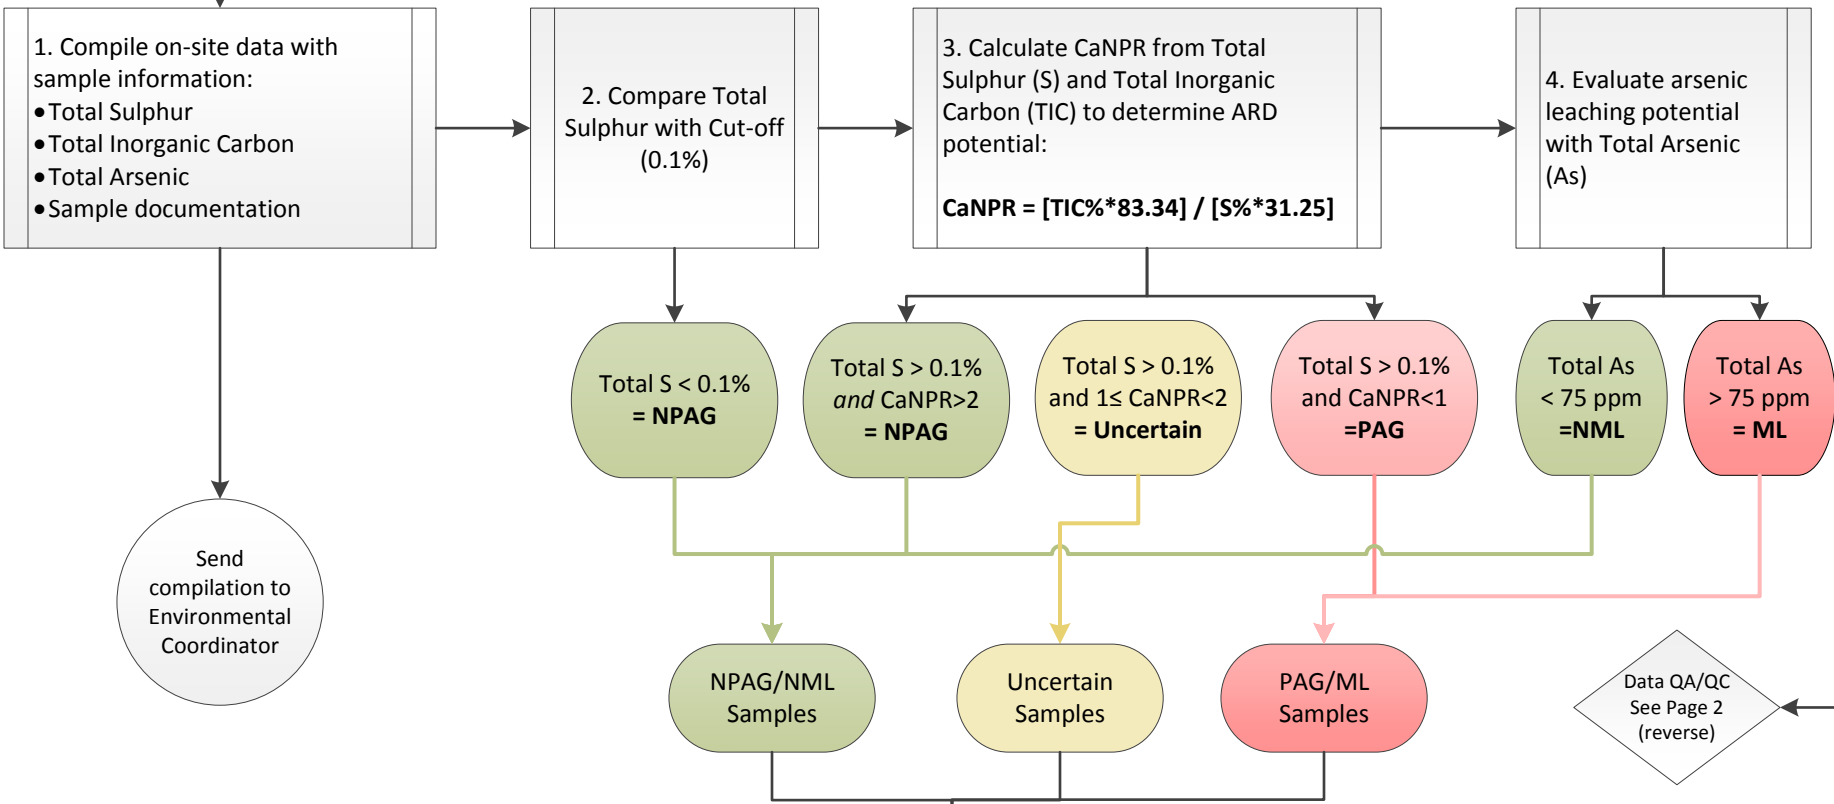 1. Compile on-site data with
sample information:
•Total Sulphur
•Total Inorganic Carbon
•Total Arsenic
•Sample documentation
2. Compare Total
Sulphur with Cut-off
(0.1%)
3. Calculate CaNPR from Total
Sulphur (S) and Total Inorganic
Carbon (TIC) to determine ARD
potential:
CaNPR = [TIC%*83.34] / [S%*31.25]
4. Evaluate arsenic
leaching potential
with Total Arsenic
(As)
Total S < 0.1%
= NPAG
Total S > 0.1%
and CaNPR>2
= NPAG
Total S > 0.1%
and 1≤ CaNPR<2
= Uncertain
Total S > 0.1%
and CaNPR<1
=PAG
Total As
< 75 ppm
=NML
Total As
> 75 ppm
= ML
Send
compilation to
Environmental
Coordinator
NPAG/NML
Samples
Uncertain
Samples
PAG/ML
Samples
Data QA/QC
See Page 2
(reverse)